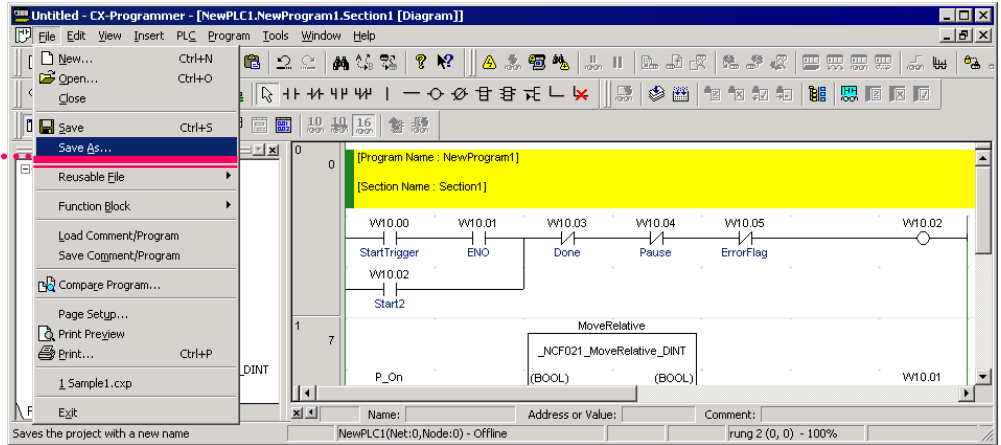 Untitled - CX-Programmer - [NewPLC1.NewProgram1.Section1 [Diagram]]
File Edit View Insert PLC Program Tools Window Help
New... Ctrl+N
Open... Ctrl+O
Close
Save Ctrl+S
Save As...
Reusable File
Function Block
Load Comment/Program
Save Comment/Program
Compare Program...
Page Setup...
Print Preview
Print... Ctrl+P
1 Sample1.cxp
Exit
10 10 16
0
0
[Program Name : NewProgram1]
[Section Name : Section1]
W10.00 W10.01 W10.03 W10.04 W10.05 W10.02
StartTrigger ENO Done Pause ErrorFlag
W10.02
Start2
1
7
MoveRelative
_NCF021_MoveRelative_DINT
P_On (BOOL) (BOOL) W10.01
_DINT
Name: Address or Value: Comment:
Saves the project with a new name NewPLC1(Net:0,Node:0) - Offline rung 2 (0, 0) - 100%